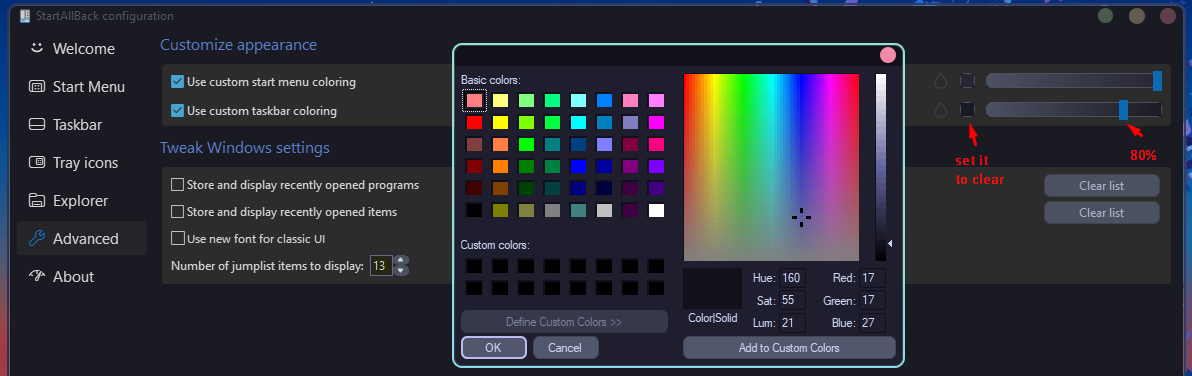 StartAllBack configuration
Welcome
Start Menu
Taskbar
Tray icons
Explorer
Advanced
About
Customize appearance
Use custom start menu coloring
Use custom taskbar coloring
Tweak Windows settings
Store and display recently opened programs
Store and display recently opened items
Use new font for classic UI
Number of jumplist items to display: 13
Basic colors:
Custom colors:
Define Custom Colors >>
OK Cancel
Color|Solid
Hue: 160 Red: 17
Sat: 55 Green: 17
Lum: 21 Blue: 27
Add to Custom Colors
set it
to clear
80%
Clear list
Clear list